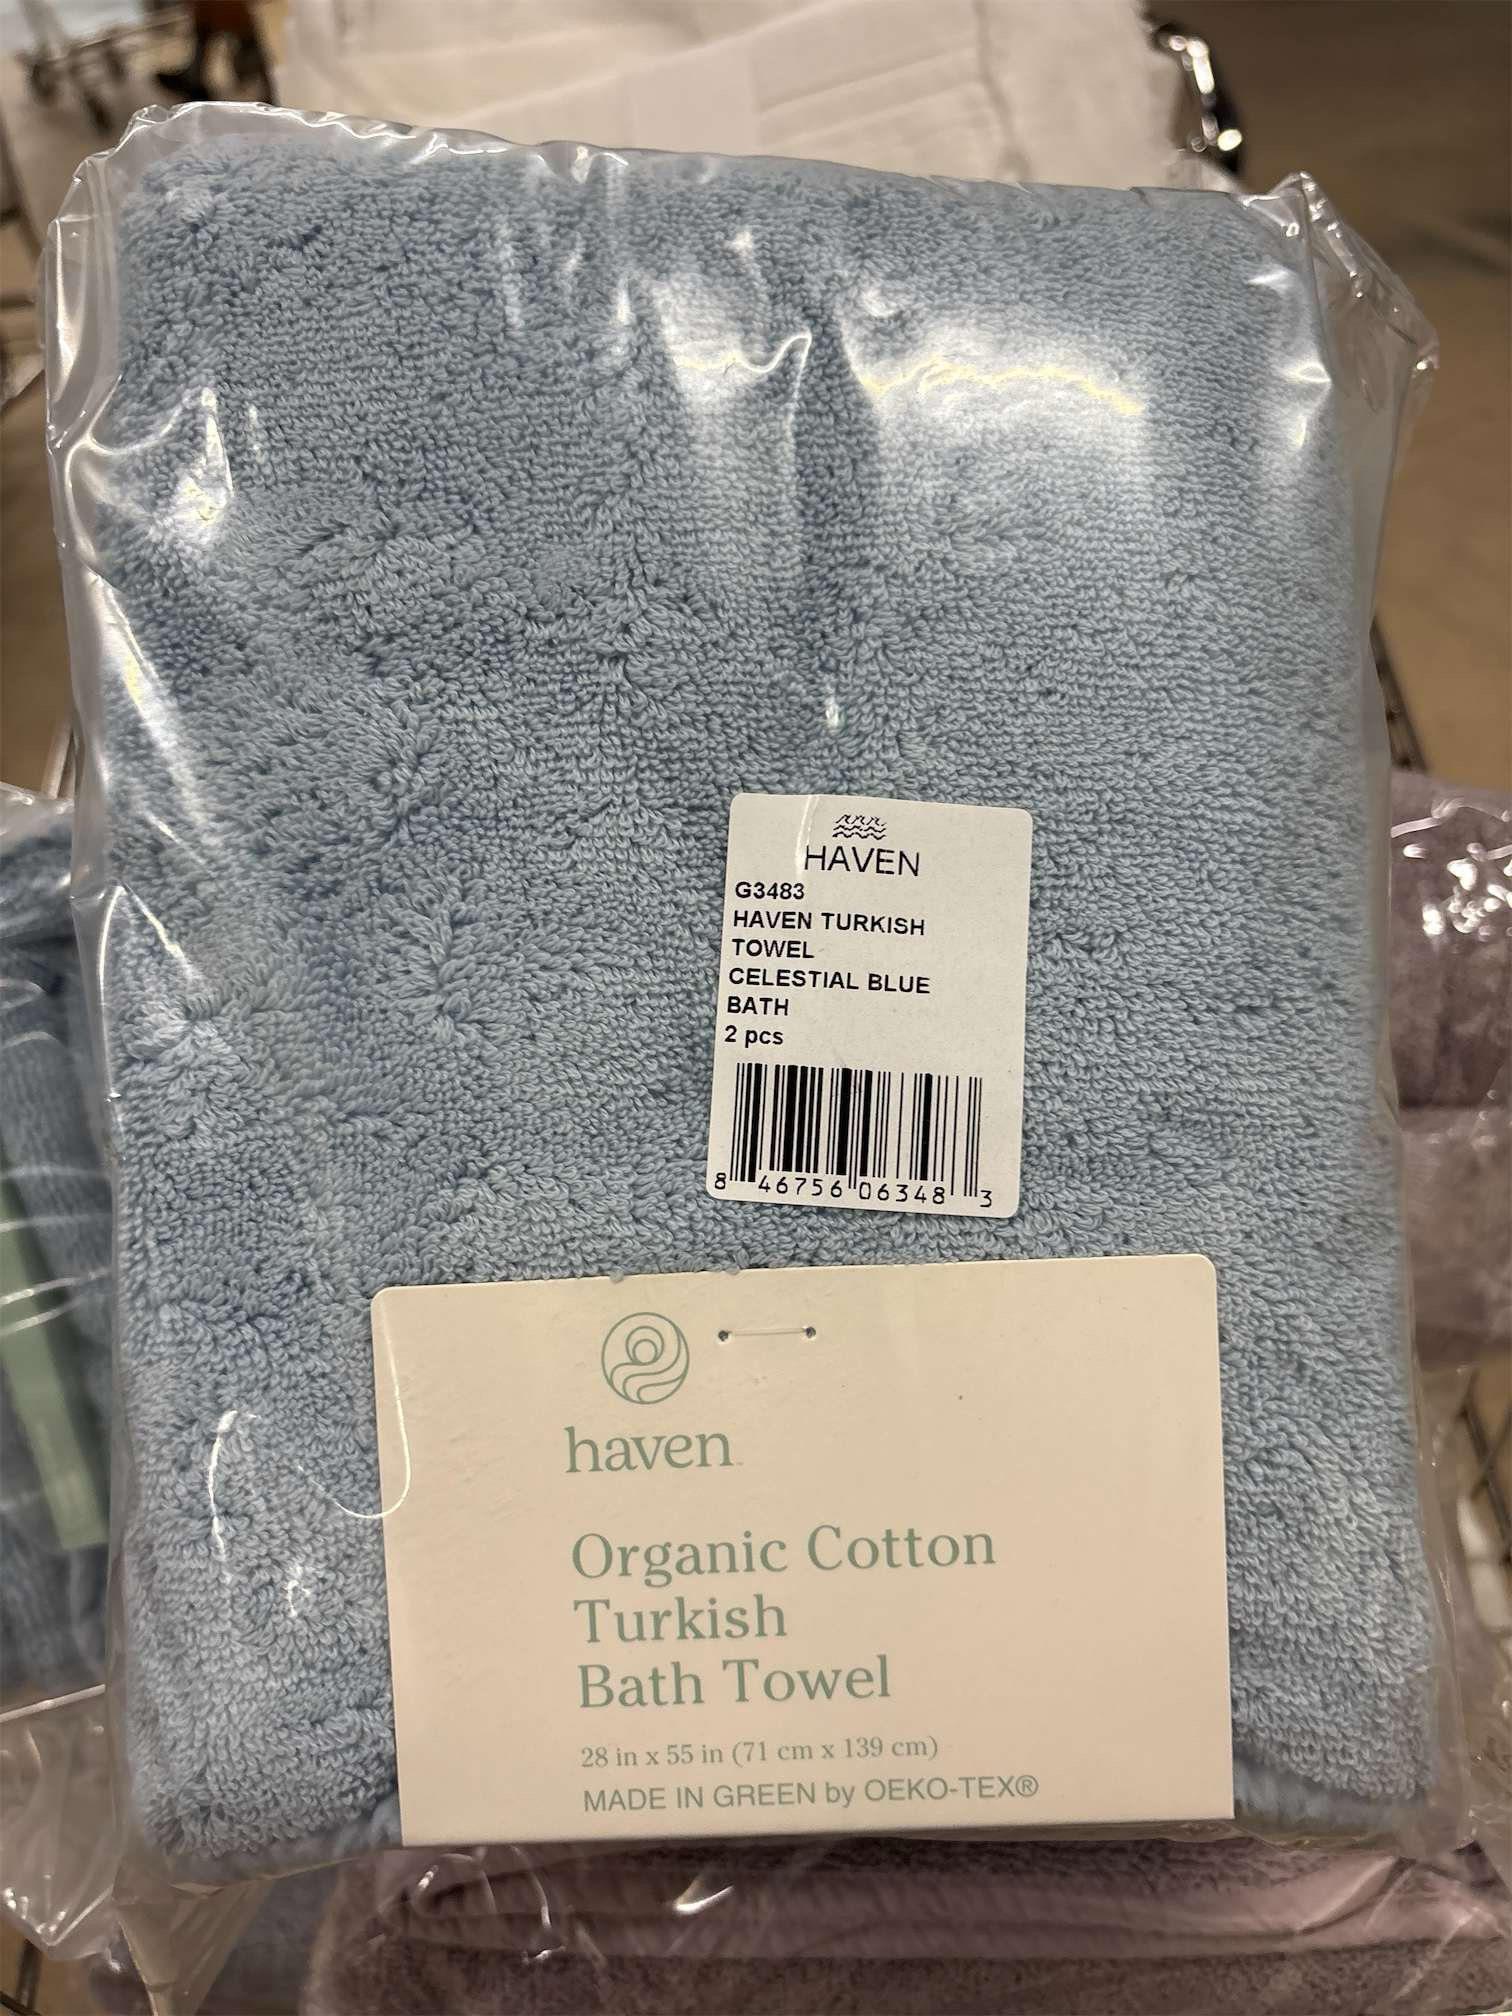 HAVEN
G3483
HAVEN TURKISH
TOWEL
CELESTIAL BLUE
BATH
2 pcs
8 46756 06348 3
haven
Organic Cotton
Turkish
Bath Towel
28 in x 55 in (71 cm x 139 cm)
MADE IN GREEN by OEKO-TEX®